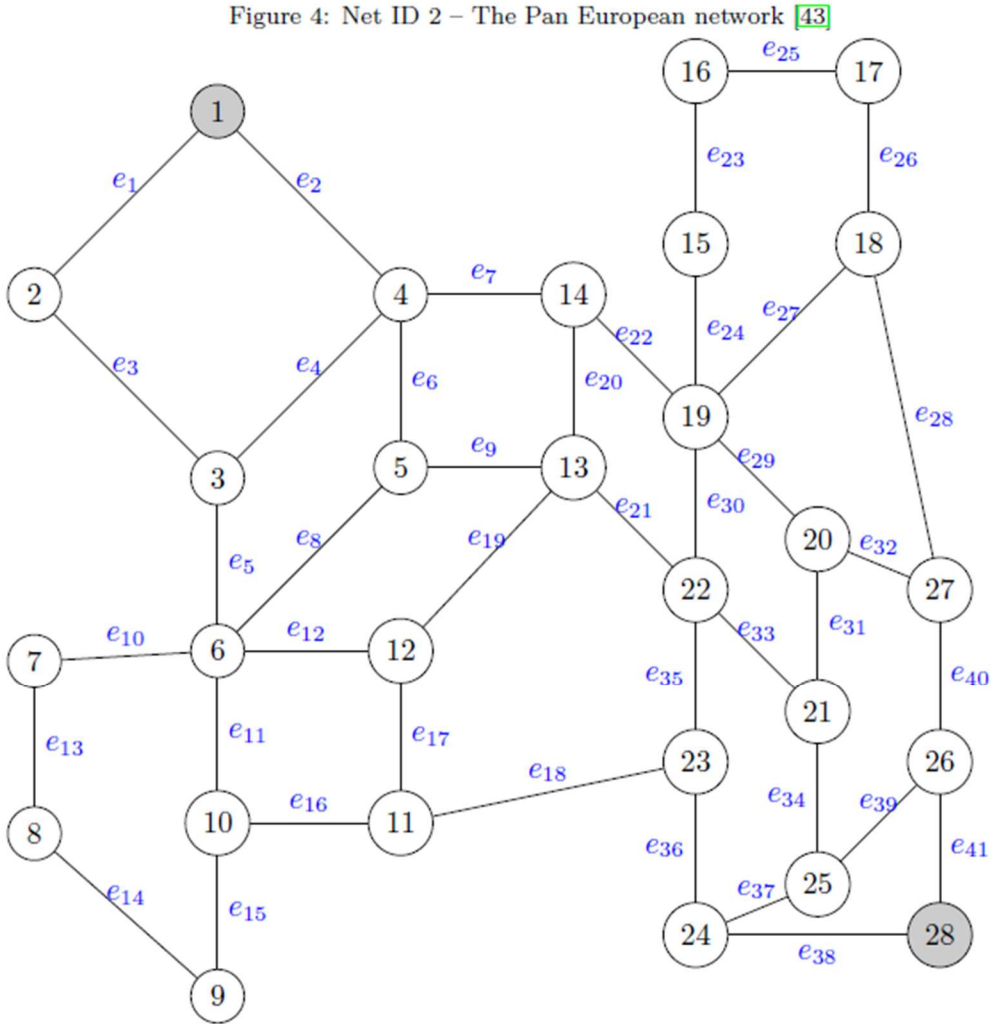 Figure 4: Net ID 2 – The Pan European network [43]
16 e25 17
1
e1 e2 e23 e26
15 18
2 4 e7 14
e3 e4 e6 e22 e20 e24 e27
19 e28
3 5 e9 13 e29
e5 e8 e19 e21 e30 20 e32
22 27
e10 e12 e33 e31
7 6 12
e35 e40
e13 e11 e17 21
e18 23 26
8 10 e16 11 e34 e39
e36 e41
e14 e15 e37 25
24 e38 28
9